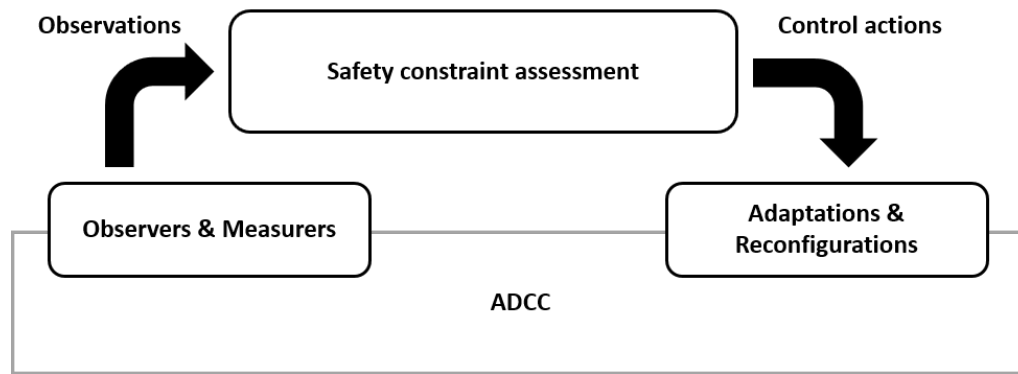 Observations
Control actions
Safety constraint assessment
Observers & Measurers
Adaptations &
Reconfigurations
ADCC